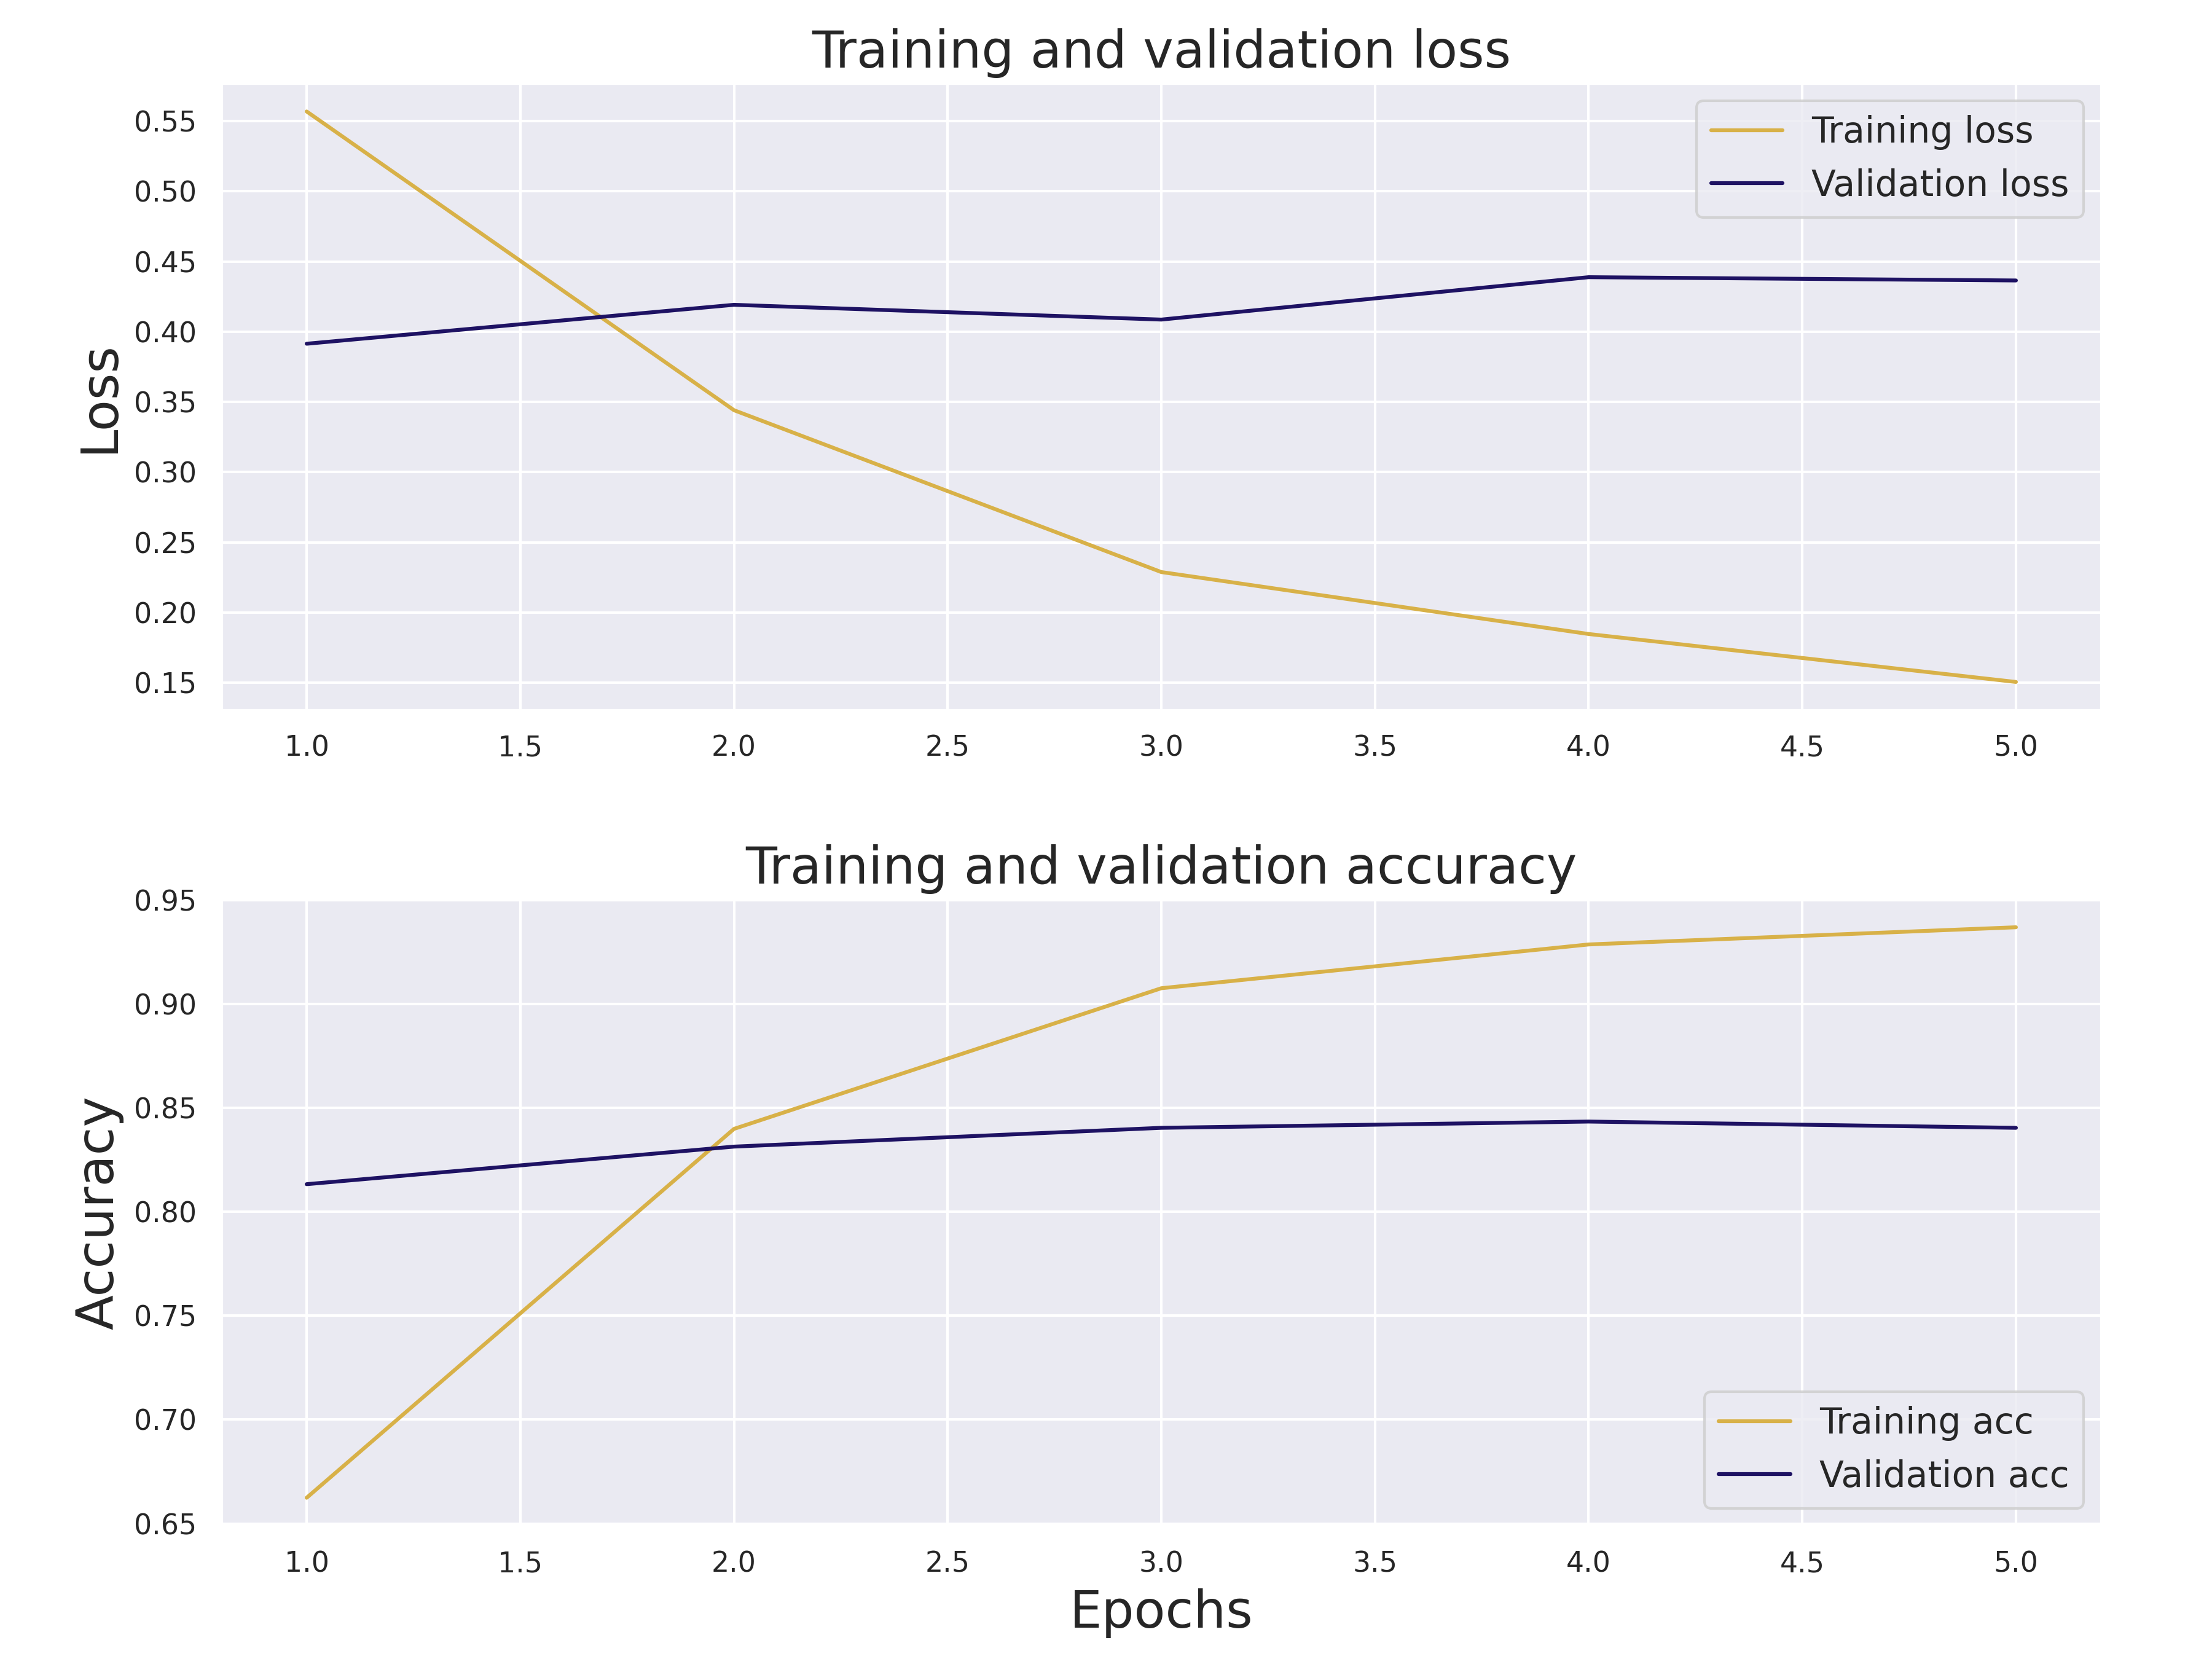 Training and validation loss
Loss
0.55
0.50
0.45
0.40
0.35
0.30
0.25
0.20
0.15
Training loss
Validation loss
1.0 1.5 2.0 2.5 3.0 3.5 4.0 4.5 5.0
Training and validation accuracy
Accuracy
0.95
0.90
0.85
0.80
0.75
0.70
0.65
Training acc
Validation acc
1.0 1.5 2.0 2.5 3.0 3.5 4.0 4.5 5.0
Epochs